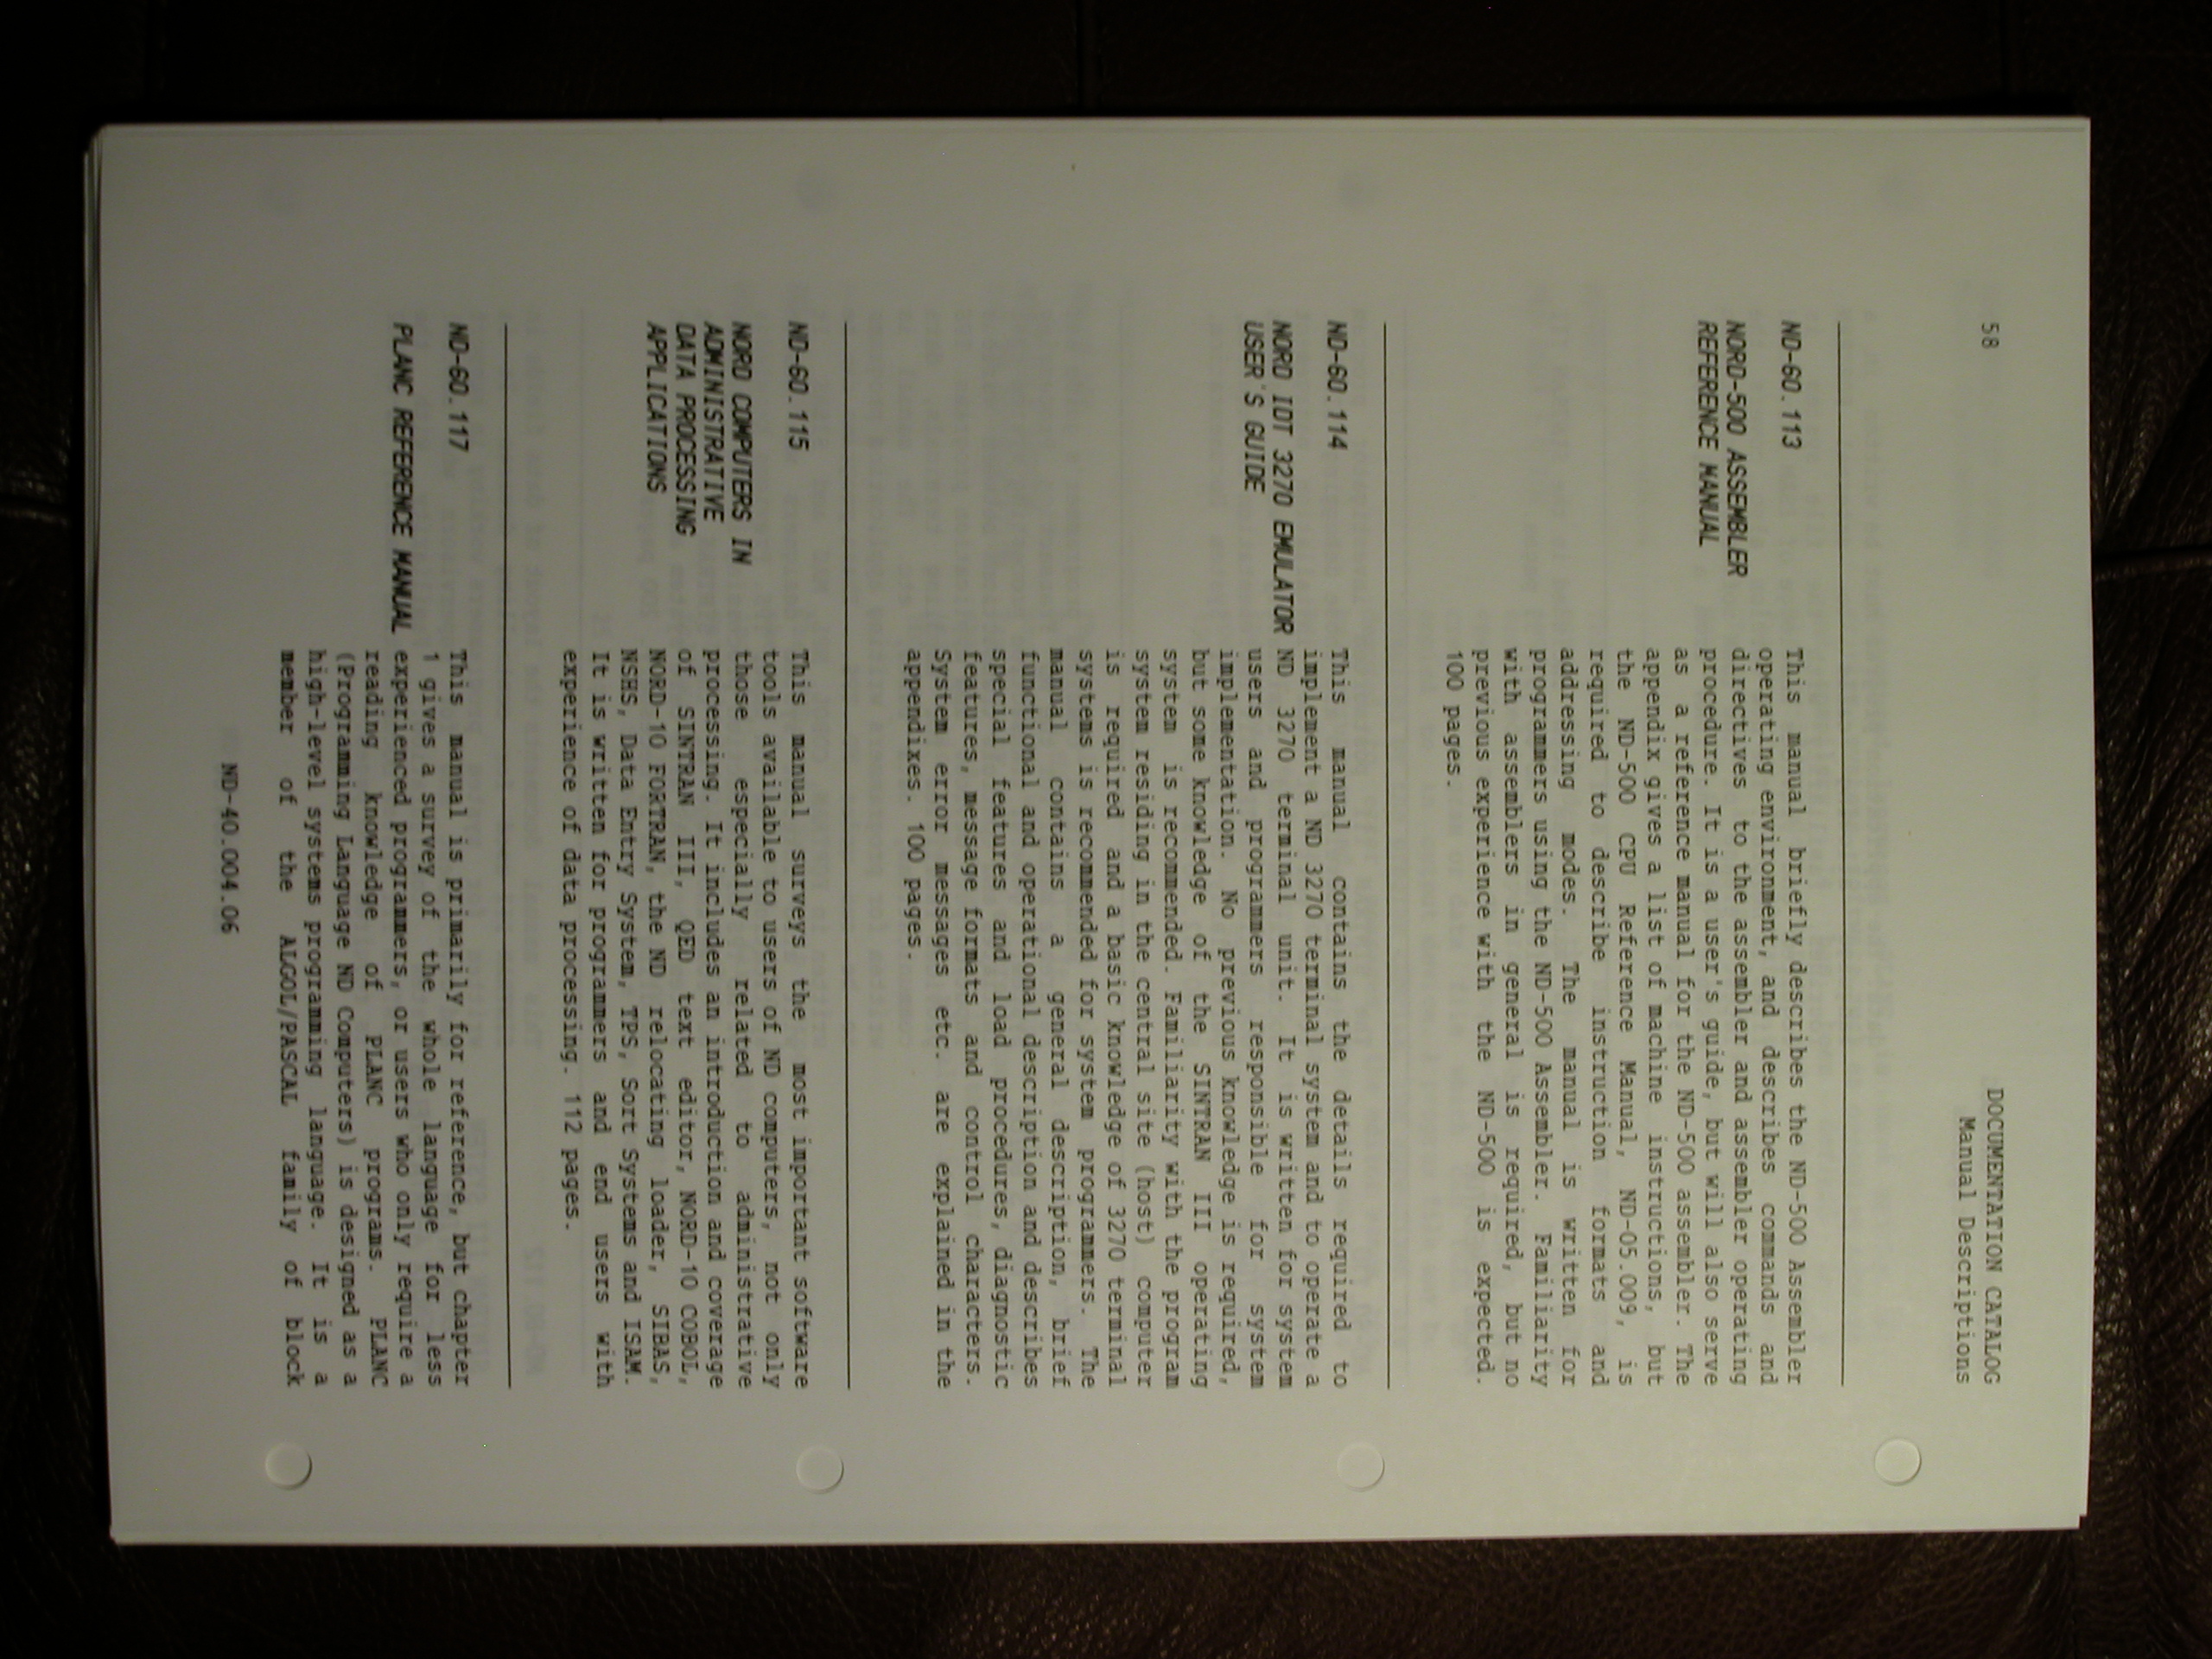 58
DOCUMENTATION CATALOG
Manual Descriptions
ND-60.113
NORD-500 ASSEMBLER
REFERENCE MANUAL
This manual briefly describes the ND-500 Assembler
operating environment, and describes commands and
directives to the assembler and assembler operating
procedure. It is a user's guide, but will also serve
as a reference manual for the ND-500 assembler. The
appendix gives a list of machine instructions, but
the ND-500 CPU Reference Manual, ND-05.009, is
required to describe instruction formats and
addressing modes. The manual is written for
programmers using the ND-500 Assembler. Familiarity
with assemblers in general is required, but no
previous experience with the ND-500 is expected.
100 pages.
ND-60.114
NORD IDT 3270 EMULATOR
USER'S GUIDE
This manual contains the details required to
implement a ND 3270 terminal system and to operate a
ND 3270 terminal unit. It is written for system
users and programmers responsible for system
implementation. No previous knowledge is required,
but some knowledge of the SINTRAN III operating
system is recommended. Familiarity with the program
system residing in the central site (host) computer
is required and a basic knowledge of 3270 terminal
systems is recommended for system programmers. The
manual contains a general description, brief
functional and operational description and describes
special features and load procedures, diagnostic
features, message formats and control characters.
System error messages etc. are explained in the
appendixes. 100 pages.
ND-60.115
NORD COMPUTERS IN
ADMINISTRATIVE
DATA PROCESSING
APPLICATIONS
This manual surveys the most important software
tools available to users of ND computers, not only
those especially related to administrative
processing. It includes an introduction and coverage
of SINTRAN III, QED text editor, NORD-10 COBOL,
NORD-10 FORTRAN, the ND relocating loader, SIBAS,
NSHS, Data Entry System, TPS, Sort Systems and ISAM.
It is written for programmers and end users with
experience of data processing. 112 pages.
ND-60.117
PLANC REFERENCE MANUAL
This manual is primarily for reference, but chapter
1 gives a survey of the whole language for less
experienced programmers, or users who only require a
reading knowledge of PLANC programs. PLANC
(Programming Language ND Computers) is designed as a
high-level systems programming language. It is a
member of the ALGOL/PASCAL family of block
ND-40.004.06